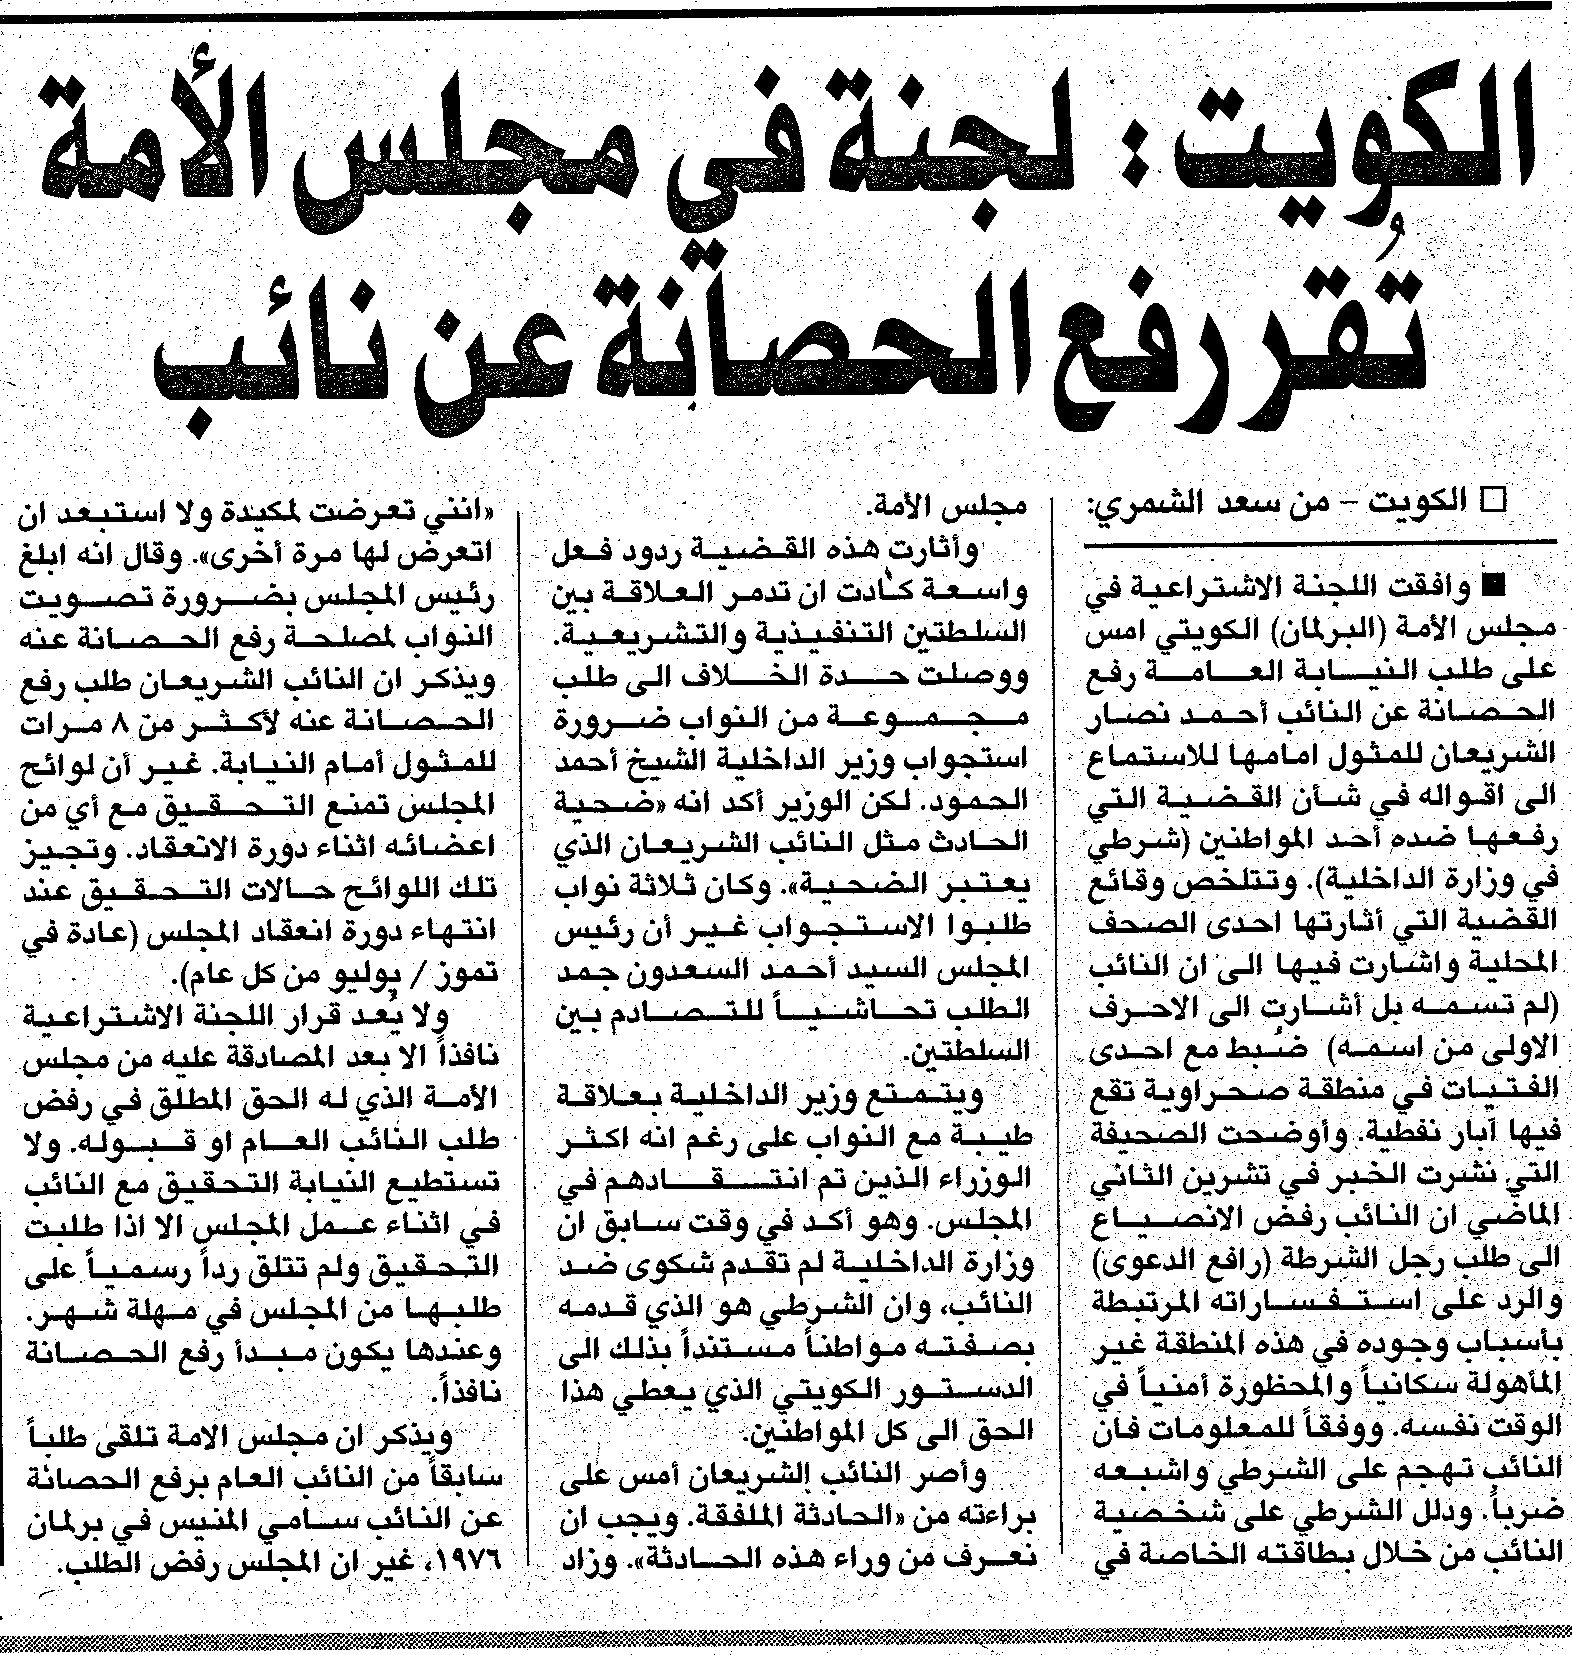 الكويت: لجنة في مجلس الأمة
تُقر رفع الحصانة عن نائب
□ الكويت – من سعد الشمري:
■ وافقت اللجنة الاشتراعية في
مجلس الأمة (البرلمان) الكويتي امس
على طلب النيابة العامة رفع
الحصانة عن النائب أحمد نصار
الشريعان للمثول امامها للاستماع
الى اقواله في شأن القضية التي
رفعها ضده أحد المواطنين (شرطي
في وزارة الداخلية). وتتلخص وقائع
القضية التي أثارتها احدى الصحف
المحلية واشارت فيها الى ان النائب
(لم تسمه بل أشارت الى الاحرف
الاولى من اسمه) ضُبط مع احدى
الفتيات في منطقة صحراوية تقع
فيها آبار نفطية. وأوضحت الصحيفة
التي نشرت الخبر في تشرين الثاني
الماضي ان النائب رفض الانصياع
الى طلب رجل الشرطة (رافع الدعوى)
والرد على استفساراته المرتبطة
بأسباب وجوده في هذه المنطقة غير
المأهولة سكانياً والمحظورة أمنياً في
الوقت نفسه. ووفقاً للمعلومات فان
النائب تهجم على الشرطي واشبعه
ضرباً. ودلل الشرطي على شخصية
النائب من خلال بطاقته الخاصة في
مجلس الأمة.
وأثارت هذه القضية ردود فعل
واسعة كادت ان تدمر العلاقة بين
السلطتين التنفيذية والتشريعية.
ووصلت حدة الخلاف الى طلب
مجموعة من النواب ضرورة
استجواب وزير الداخلية الشيخ أحمد
الحمود. لكن الوزير أكد انه «ضحية
الحادث مثل النائب الشريعان الذي
يعتبر الضحية». وكان ثلاثة نواب
طلبوا الاستجواب غير أن رئيس
المجلس السيد أحمد السعدون جمد
الطلب تحاشياً للتصادم بين
السلطتين.
ويتمتع وزير الداخلية بعلاقة
طيبة مع النواب على رغم انه اكثر
الوزراء الذين تم انتقادهم في
المجلس. وهو أكد في وقت سابق ان
وزارة الداخلية لم تقدم شكوى ضد
النائب، وان الشرطي هو الذي قدمه
بصفته مواطناً مستنداً بذلك الى
الدستور الكويتي الذي يعطي هذا
الحق الى كل المواطنين.
وأصر النائب الشريعان أمس على
براءته من «الحادثة الملفقة. ويجب ان
نعرف من وراء هذه الحادثة». وزاد
«انني تعرضت لمكيدة ولا استبعد ان
اتعرض لها مرة أخرى». وقال انه ابلغ
رئيس المجلس بضرورة تصويت
النواب لمصلحة رفع الحصانة عنه
ويذكر ان النائب الشريعان طلب رفع
الحصانة عنه لأكثر من ٨ مرات
للمثول أمام النيابة. غير أن لوائح
المجلس تمنع التحقيق مع أي من
اعضائه اثناء دورة الانعقاد. وتجيز
تلك اللوائح حالات التحقيق عند
انتهاء دورة انعقاد المجلس (عادة في
تموز / يوليو من كل عام).
ولا يُعد قرار اللجنة الاشتراعية
نافذاً الا بعد المصادقة عليه من مجلس
الأمة الذي له الحق المطلق في رفض
طلب النائب العام او قبوله. ولا
تستطيع النيابة التحقيق مع النائب
في اثناء عمل المجلس الا اذا طلبت
التحقيق ولم تتلق رداً رسمياً على
طلبها من المجلس في مهلة شهر.
وعندها يكون مبدأ رفع الحصانة
نافذاً.
ويذكر ان مجلس الامة تلقى طلباً
سابقاً من النائب العام برفع الحصانة
عن النائب سامي المنيس في برلمان
١٩٧٦، غير ان المجلس رفض الطلب.